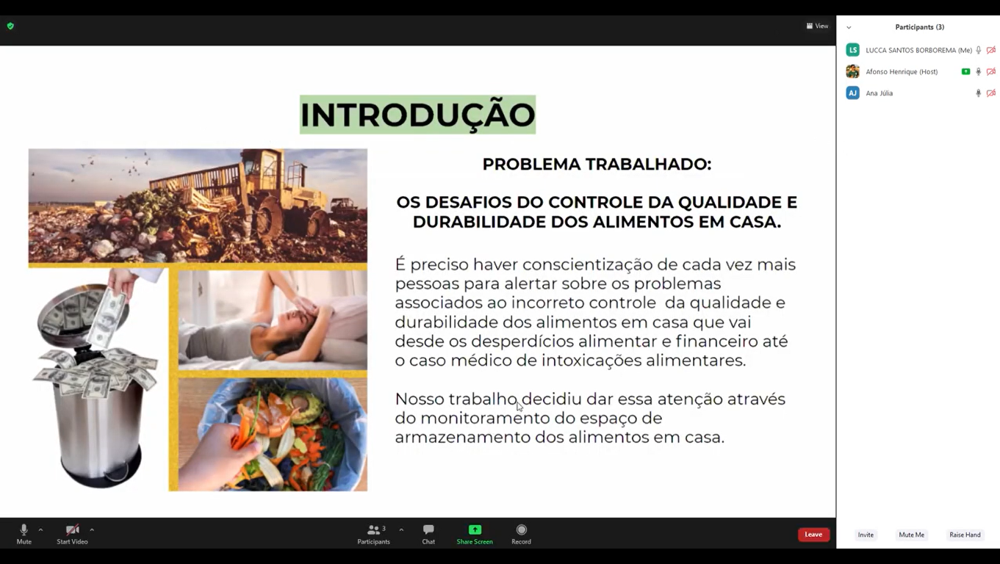 View
Participants (3)
LS
LUCCA SANTOS BORBOREMA (Me)
Afonso Henrique (Host)
AJ
Ana Júlia
INTRODUÇÃO
PROBLEMA TRABALHADO:
OS DESAFIOS DO CONTROLE DA QUALIDADE E
DURABILIDADE DOS ALIMENTOS EM CASA.
É preciso haver conscientização de cada vez mais
pessoas para alertar sobre os problemas
associados ao incorreto controle da qualidade e
durabilidade dos alimentos em casa que vai
desde os desperdícios alimentar e financeiro até
o caso médico de intoxicações alimentares.
Nosso trabalho decidiu dar essa atenção através
do monitoramento do espaço de
armazenamento dos alimentos em casa.
Mute
Start Video
3
Participants
Chat
Share Screen
Record
Leave
Invite
Mute Me
Raise Hand